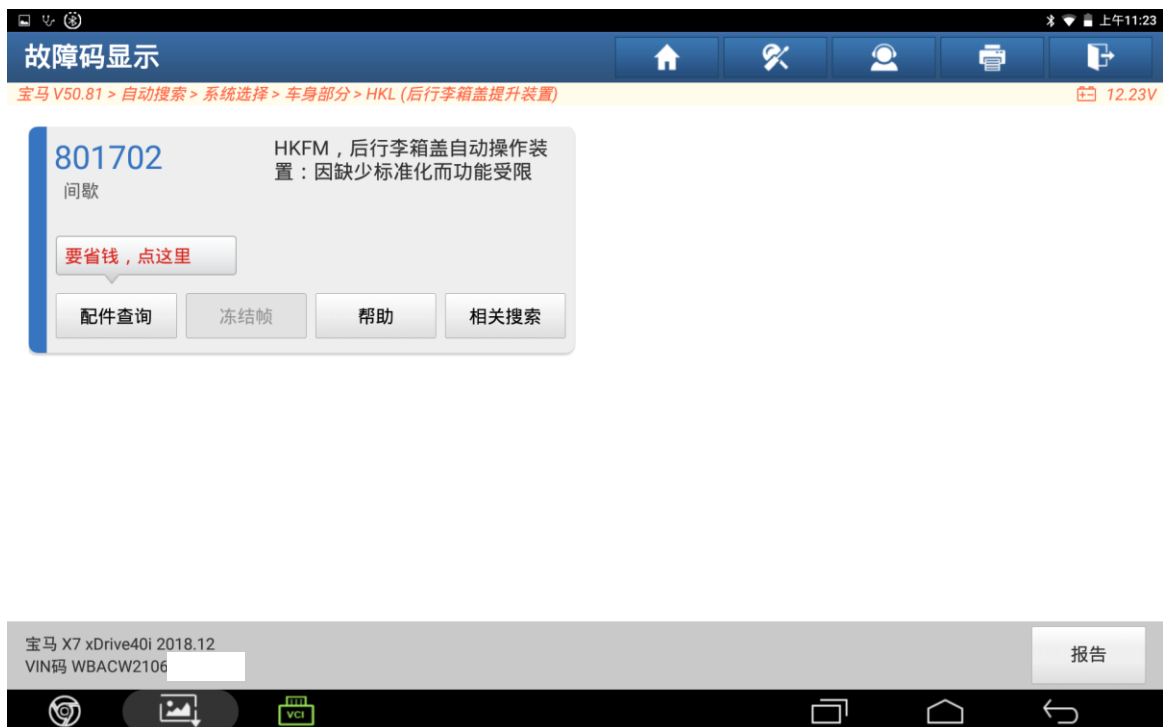 上午11:23
故障码显示
宝马 V50.81 > 自动搜索 > 系统选择 > 车身部分 > HKL (后行李箱盖提升装置)
12.23V
801702
间歇
HKFM，后行李箱盖自动操作装
置：因缺少标准化而功能受限
要省钱，点这里
配件查询
冻结帧
帮助
相关搜索
宝马 X7 xDrive40i 2018.12
VIN码 WBACW2106
报告
VCI